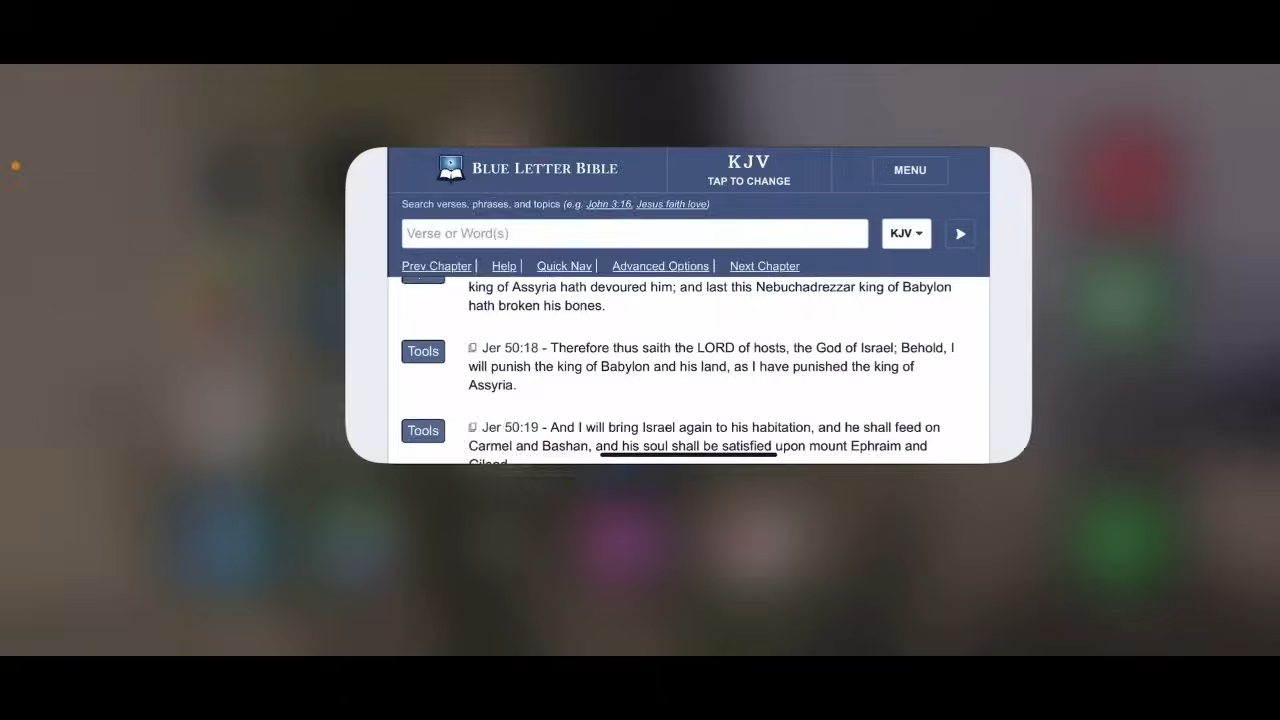 BLUE LETTER BIBLE
KJV
TAP TO CHANGE
MENU
Search verses, phrases, and topics (e.g. John 3:16, Jesus faith love)
Verse or Word(s)
KJV
Prev Chapter | Help | Quick Nav | Advanced Options | Next Chapter
king of Assyria hath devoured him; and last this Nebuchadrezzar king of Babylon
hath broken his bones.
Tools
Jer 50:18 - Therefore thus saith the LORD of hosts, the God of Israel; Behold, I
will punish the king of Babylon and his land, as I have punished the king of
Assyria.
Tools
Jer 50:19 - And I will bring Israel again to his habitation, and he shall feed on
Carmel and Bashan, and his soul shall be satisfied upon mount Ephraim and